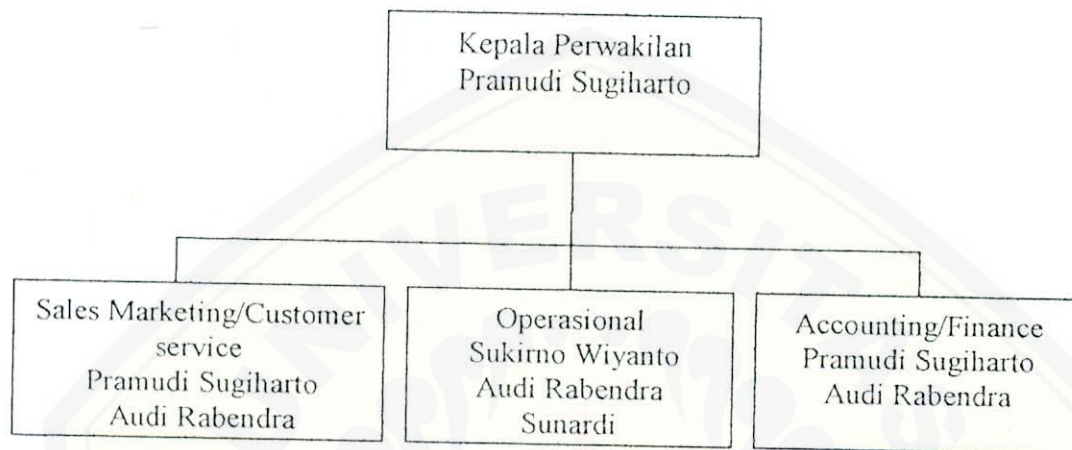 Kepala Perwakilan
Pramudi Sugiharto
UNIVERSITAS
Sales Marketing/Customer
service
Pramudi Sugiharto
Audi Rabendra
Operasional
Sukirno Wiyanto
Audi Rabendra
Sunardi
Accounting/Finance
Pramudi Sugiharto
Audi Rabendra